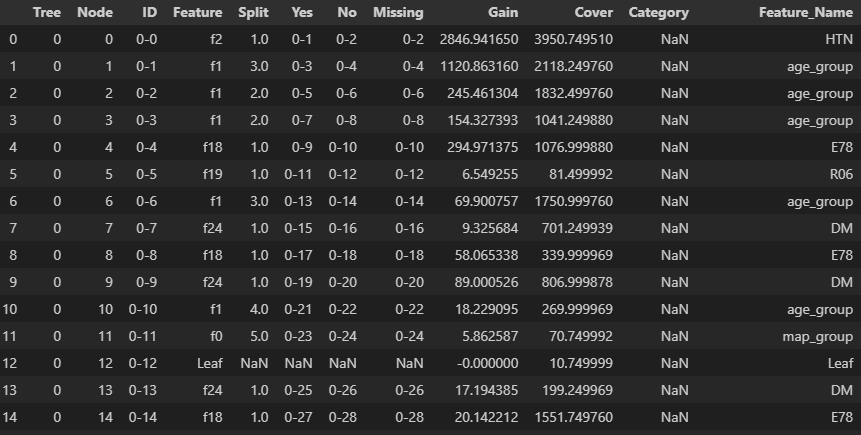 Tree Node ID Feature Split Yes No Missing Gain Cover Category Feature_Name
0 0 0 0-0 f2 1.0 0-1 0-2 0-2 2846.941650 3950.749510 NaN HTN
1 0 1 0-1 f1 3.0 0-3 0-4 0-4 1120.863160 2118.249760 NaN age_group
2 0 2 0-2 f1 2.0 0-5 0-6 0-6 245.461304 1832.499760 NaN age_group
3 0 3 0-3 f1 2.0 0-7 0-8 0-8 154.327393 1041.249880 NaN age_group
4 0 4 0-4 f18 1.0 0-9 0-10 0-10 294.971375 1076.999880 NaN E78
5 0 5 0-5 f19 1.0 0-11 0-12 0-12 6.549255 81.499992 NaN R06
6 0 6 0-6 f1 3.0 0-13 0-14 0-14 69.900757 1750.999760 NaN age_group
7 0 7 0-7 f24 1.0 0-15 0-16 0-16 9.325684 701.249939 NaN DM
8 0 8 0-8 f18 1.0 0-17 0-18 0-18 58.065338 339.999969 NaN E78
9 0 9 0-9 f24 1.0 0-19 0-20 0-20 89.000526 806.999878 NaN DM
10 0 10 0-10 f1 4.0 0-21 0-22 0-22 18.229095 269.999969 NaN age_group
11 0 11 0-11 f0 5.0 0-23 0-24 0-24 5.862587 70.749992 NaN map_group
12 0 12 0-12 Leaf NaN NaN NaN NaN -0.000000 10.749999 NaN Leaf
13 0 13 0-13 f24 1.0 0-25 0-26 0-26 17.194385 199.249969 NaN DM
14 0 14 0-14 f18 1.0 0-27 0-28 0-28 20.142212 1551.749760 NaN E78